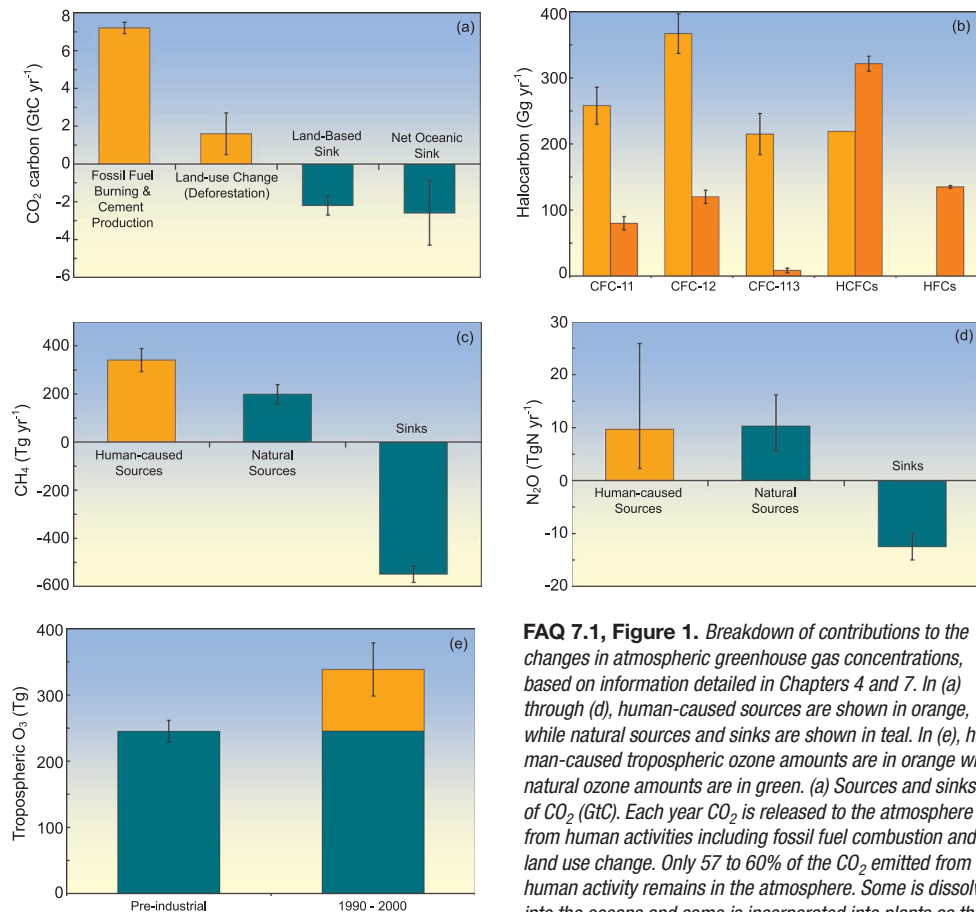 (a)
8
6
4
2
0
-2
-4
-6
CO₂ carbon (GtC yr⁻¹)
Fossil Fuel
Burning &
Cement
Production
Land-use Change
(Deforestation)
Land-Based
Sink
Net Oceanic
Sink
(b)
400
300
200
100
0
Halocarbon (Gg yr⁻¹)
CFC-11 CFC-12 CFC-113 HCFCs HFCs
(c)
400
200
0
-200
-400
-600
CH₄ (Tg yr⁻¹)
Human-caused
Sources
Natural
Sources
Sinks
(d)
30
20
10
0
-10
-20
N₂O (TgN yr⁻¹)
Human-caused
Sources
Natural
Sources
Sinks
(e)
400
300
200
100
0
Tropospheric O₃ (Tg)
Pre-industrial 1990 - 2000
FAQ 7.1, Figure 1. Breakdown of contributions to the
changes in atmospheric greenhouse gas concentrations,
based on information detailed in Chapters 4 and 7. In (a)
through (d), human-caused sources are shown in orange,
while natural sources and sinks are shown in teal. In (e), hu
man-caused tropospheric ozone amounts are in orange w
natural ozone amounts are in green. (a) Sources and sinks
of CO₂ (GtC). Each year CO₂ is released to the atmosphere
from human activities including fossil fuel combustion and
land use change. Only 57 to 60% of the CO₂ emitted from
human activity remains in the atmosphere. Some is dissol